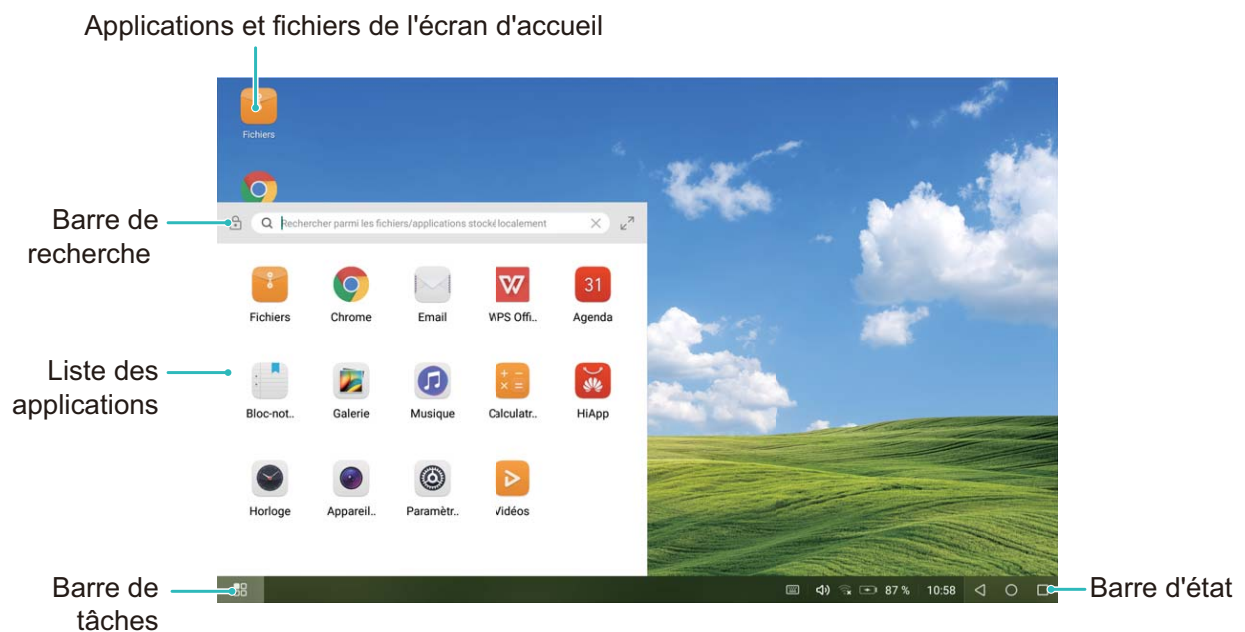 Applications et fichiers de l'écran d'accueil
Fichiers
Barre de
recherche
Rechercher parmi les fichiers/applications stocké localement
Fichiers
Chrome
Email
WPS Offi..
Agenda
31
Liste des
applications
Bloc-not..
Galerie
Musique
Calculatr..
HiApp
Horloge
Appareil..
Paramètr..
Vidéos
Barre de
tâches
87 %
10:58
Barre d'état